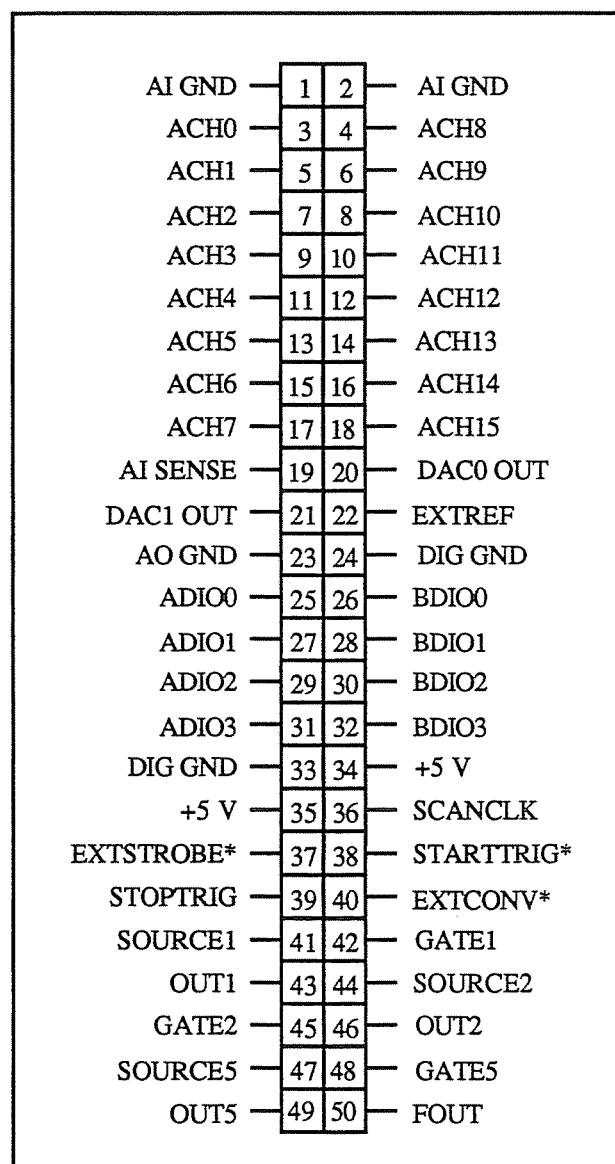 AI GND 1 2 AI GND
ACH0 3 4 ACH8
ACH1 5 6 ACH9
ACH2 7 8 ACH10
ACH3 9 10 ACH11
ACH4 11 12 ACH12
ACH5 13 14 ACH13
ACH6 15 16 ACH14
ACH7 17 18 ACH15
AI SENSE 19 20 DAC0 OUT
DAC1 OUT 21 22 EXTREF
AO GND 23 24 DIG GND
ADIO0 25 26 BDIO0
ADIO1 27 28 BDIO1
ADIO2 29 30 BDIO2
ADIO3 31 32 BDIO3
DIG GND 33 34 +5 V
+5 V 35 36 SCANCLK
EXTSTROBE* 37 38 STARTTRIG*
STOPTRIG 39 40 EXTCONV*
SOURCE1 41 42 GATE1
OUT1 43 44 SOURCE2
GATE2 45 46 OUT2
SOURCE5 47 48 GATE5
OUT5 49 50 FOUT